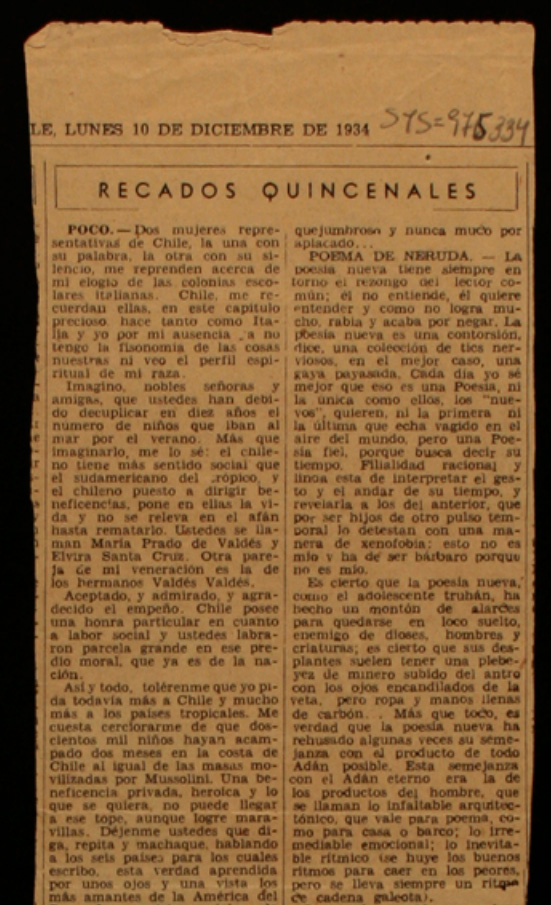 LE, LUNES 10 DE DICIEMBRE DE 1934
SYS=975334
RECADOS QUINCENALES
POCO. — Dos mujeres repre-
sentativas de Chile, la una con
su palabra, la otra con su si-
lencio, me reprenden acerca de
mi elogio de las colonias esco-
lares italianas. Chile, me re-
cuerdan ellas, en este capítulo
precioso, hace tanto como Ita-
lia y yo por mi ausencia, a no
tengo la fisonomía de las cosas
nuestras ni veo el perfil espi-
ritual de mi raza.
Imagino, nobles señoras y
amigas, que ustedes han debi-
do decuplicar en diez años el
número de niños que iban al
mar por el verano. Más que
imaginarlo, me lo sé: el chile-
no tiene más sentido social que
el sudamericano del trópico, y
el chileno puesto a dirigir be-
neficencias, pone en ellas la vi-
da y no se releva en el afán
hasta rematarlo. Ustedes se lla-
man María Prado de Valdés y
Elvira Santa Cruz. Otra pare-
ja de mi veneración es la de
los hermanos Valdés Valdés.
Aceptado, y admirado, y agra-
decido el empeño. Chile posee
una honra particular en cuanto
a labor social y ustedes labra-
ron parcela grande en ese pre-
dio moral, que ya es de la na-
ción.
Así y todo, tolérenme que yo pi-
da todavía más a Chile y mucho
más a los países tropicales. Me
cuesta cerciorarme de que dos-
cientos mil niños hayan acam-
pado dos meses en la costa de
Chile al igual de las masas mo-
vilizadas por Mussolini. Una be-
neficencia privada, heroica y lo
que se quiera, no puede llegar
a ese tope, aunque logre mara-
villas. Déjenme ustedes que di-
ga, repita y machaque, hablando
a los seis países para los cuales
escribo, esta verdad aprendida
por unos ojos y una vista los
más amantes de la América del
quejumbroso y nunca mudo por
aplacado...
POEMA DE NERUDA. — La
poesía nueva tiene siempre en
torno el rezongo del lector co-
mún; él no entiende, él quiere
entender y como no logra mu-
cho, rabia y acaba por negar. La
poesía nueva es una contorsión,
dice, una colección de tics ner-
viosos, en el mejor caso, una
gaya payasada. Cada día yo sé
mejor que eso es una Poesía, ni
la única como ellos, los "nue-
vos", quieren, ni la primera ni
la última que echa vagido en el
aire del mundo, pero una Poe-
sía fiel, porque busca decir su
tiempo. Filialidad racional y
linda esta de interpretar el ges-
to y el andar de su tiempo, y
revelarla a los del anterior, que
por ser hijos de otro pulso tem-
poral lo detestan con una ma-
nera de xenofobia: esto no es
mío y ha de ser bárbaro porque
no es mío.
Es cierto que la poesía nueva,
como el adolescente truhán, ha
hecho un montón de alardes
para quedarse en loco suelto,
enemigo de dioses, hombres y
criaturas; es cierto que sus des-
plantes suelen tener una plebe-
yez de minero subido del antro
con los ojos encandilados de la
veta, pero ropa y manos llenas
de carbón... Más que todo, es
verdad que la poesía nueva ha
rehusado algunas veces su seme-
janza con el producto de todo
Adán posible. Esta semejanza
con el Adán eterno era la de
los productos del hombre, que
se llaman lo infaltable arquitec-
tónico, que vale para poema, co-
mo para casa o barco; lo irre-
mediable emocional; lo inevita-
ble rítmico (se huye los buenos
ritmos para caer en los peores,
pero se lleva siempre un ritmo
de cadena galeota).